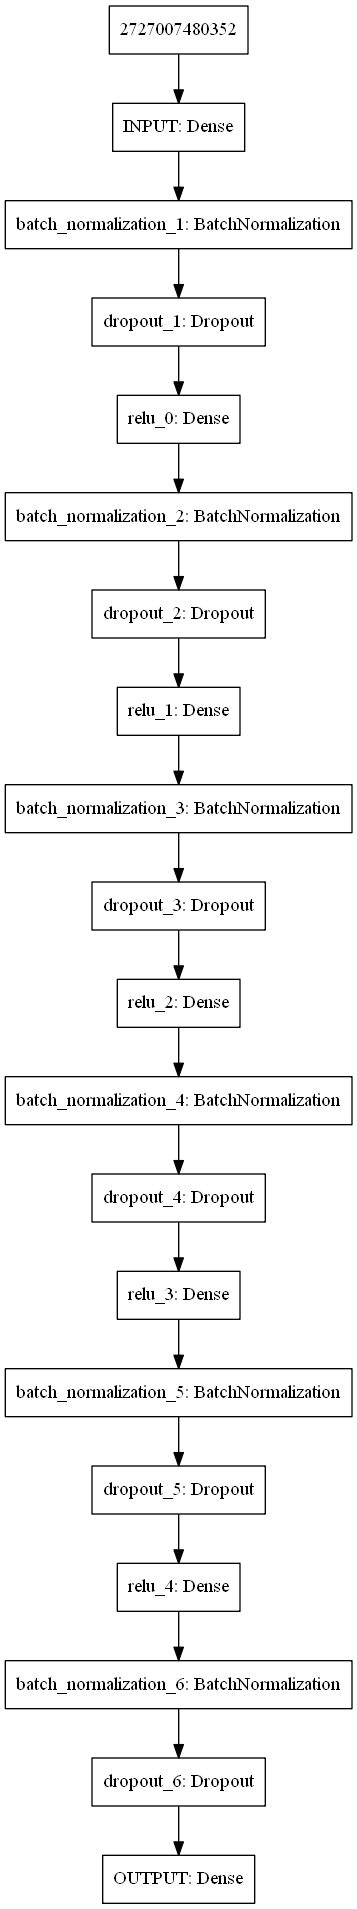 2727007480352
INPUT: Dense
batch_normalization_1: BatchNormalization
dropout_1: Dropout
relu_0: Dense
batch_normalization_2: BatchNormalization
dropout_2: Dropout
relu_1: Dense
batch_normalization_3: BatchNormalization
dropout_3: Dropout
relu_2: Dense
batch_normalization_4: BatchNormalization
dropout_4: Dropout
relu_3: Dense
batch_normalization_5: BatchNormalization
dropout_5: Dropout
relu_4: Dense
batch_normalization_6: BatchNormalization
dropout_6: Dropout
OUTPUT: Dense